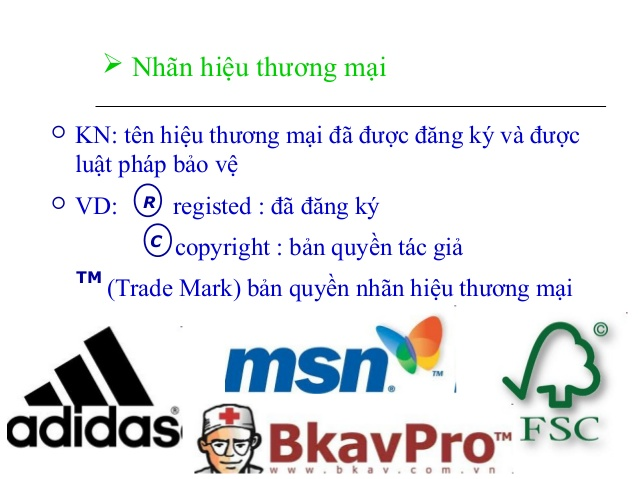 Nhãn hiệu thương mại
KN: tên hiệu thương mại đã được đăng ký và được
luật pháp bảo vệ
VD: ® registed : đã đăng ký
© copyright : bản quyền tác giả
™ (Trade Mark) bản quyền nhãn hiệu thương mại
adidas®
msn®™
©
FSC
BkavPro™
www.bkav.com.vn